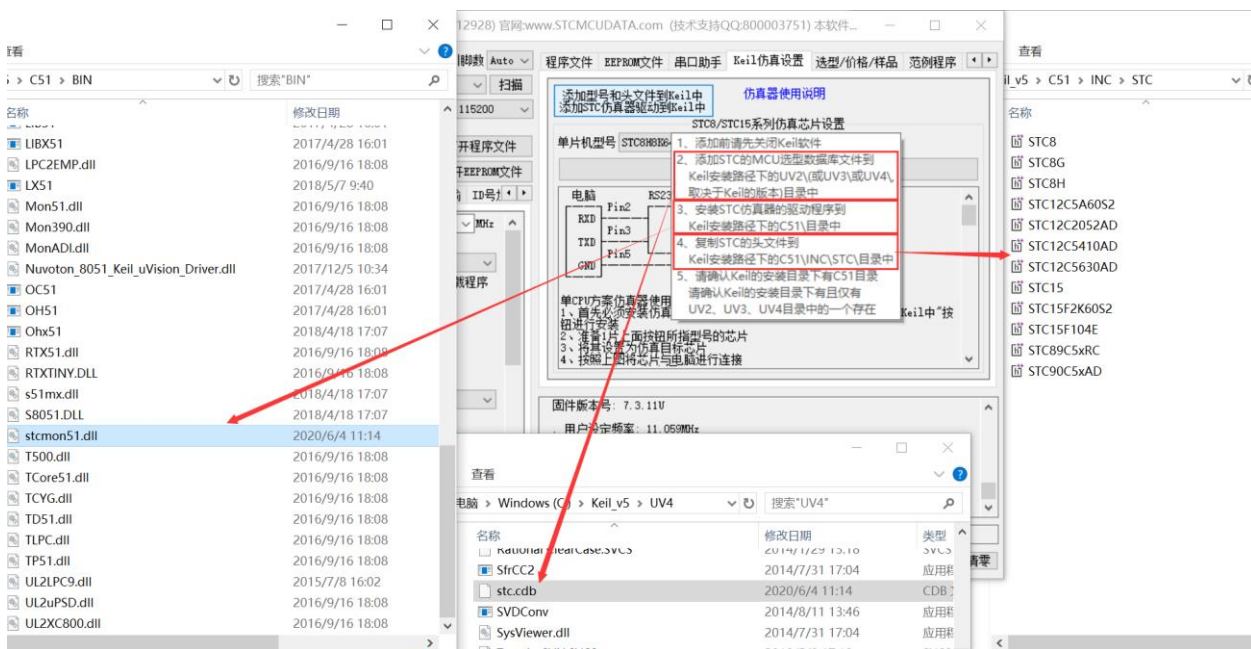 查看
C51 > BIN
搜索"BIN"
名称
修改日期
LIBX51 2017/4/28 16:01
LPC2EMP.dll 2016/9/16 18:08
LX51 2018/5/7 9:40
Mon51.dll 2016/9/16 18:08
Mon390.dll 2016/9/16 18:08
MonADI.dll 2016/9/16 18:08
Nuvoton_8051_Keil_uVision_Driver.dll 2017/12/5 10:34
OC51 2017/4/28 16:01
OH51 2017/4/28 16:01
Ohx51 2018/4/18 17:07
RTX51.dll 2016/9/16 18:08
RTXTINY.DLL 2016/9/16 18:08
s51mx.dll 2018/4/18 17:07
S8051.DLL 2018/4/18 17:07
stcmon51.dll 2020/6/4 11:14
T500.dll 2016/9/16 18:08
TCore51.dll 2016/9/16 18:08
TCYG.dll 2016/9/16 18:08
TD51.dll 2016/9/16 18:08
TLPC.dll 2016/9/16 18:08
TP51.dll 2016/9/16 18:08
UL2LPC9.dll 2015/7/8 16:02
UL2uPSD.dll 2016/9/16 18:08
UL2XC800.dll 2016/9/16 18:08
12928) 官网:www.STCMCUDATA.com (技术支持QQ:800003751) 本软件...
脚数 Auto
扫描
115200
开程序文件
EEPROM文件
MHz
程序文件 EEPROM文件 串口助手 Keil仿真设置 选型/价格/样品 范例程序
添加型号和头文件到Keil中
添加STC仿真器驱动到Keil中
仿真器使用说明
STC8/STC15系列仿真芯片设置
单片机型号 STC8H8K64
1、添加前请先关闭Keil软件
2、添加STC的MCU选型数据库文件到
Keil安装路径下的UV2\(或UV3\或UV4\,
取决于Keil的版本)目录中
3、安装STC仿真器的驱动程序到
Keil安装路径下的C51\目录中
4、复制STC的头文件到
Keil安装路径下的C51\INC\STC\目录中
5、请确认Keil的安装目录下有C51目录
请确认Keil的安装目录下有且仅有
UV2、UV3、UV4目录中的一个存在
电脑 RS23
Pin2
RXD
Pin3
TXD
Pin5
GND
单CPU方案仿真器使用
1、首先必须安装仿真 Keil中"按
钮进行安装
2、准备1片上面按钮所指型号的芯片
3、将其设置为仿真目标芯片
4、按照上图将芯片与电脑进行连接
固件版本号: 7.3.11U
用户设定频率: 11.059MHz
查看
电脑 > Windows (C:) > Keil_v5 > UV4
搜索"UV4"
名称 修改日期 类型
SfrCC2 2014/7/31 17:04
stc.cdb 2020/6/4 11:14 CDB
SVDConv 2014/8/11 13:46
SysViewer.dll 2014/7/31 17:04
清零
查看
il_v5 > C51 > INC > STC
名称
STC8
STC8G
STC8H
STC12C5A60S2
STC12C2052AD
STC12C5410AD
STC12C5630AD
STC15
STC15F2K60S2
STC15F104E
STC89C5xRC
STC90C5xAD